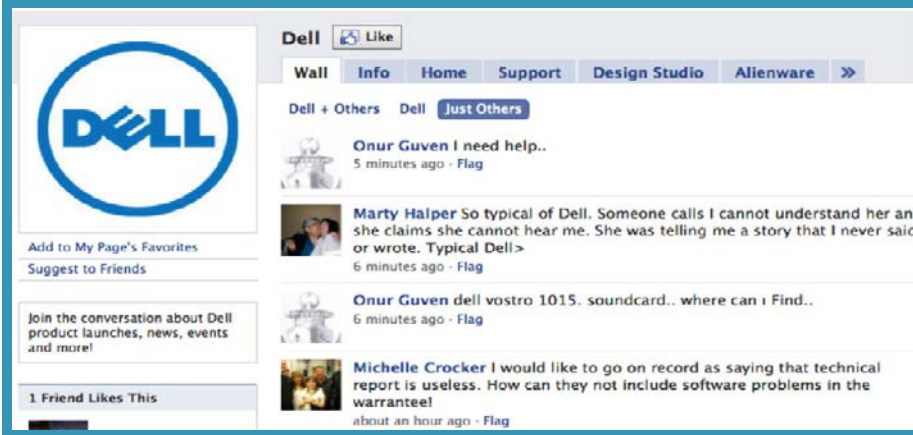 DELL
Dell Like
Wall Info Home Support Design Studio Alienware »
Dell + Others Dell Just Others
Onur Guven I need help..
5 minutes ago · Flag
Marty Halper So typical of Dell. Someone calls I cannot understand her an
she claims she cannot hear me. She was telling me a story that I never said
or wrote. Typical Dell>
6 minutes ago · Flag
Onur Guven dell vostro 1015. soundcard.. where can ı Find..
6 minutes ago · Flag
Michelle Crocker I would like to go on record as saying that technical
report is useless. How can they not include software problems in the
warrantee!
about an hour ago · Flag
Add to My Page's Favorites
Suggest to Friends
Join the conversation about Dell
product launches, news, events
and more!
1 Friend Likes This